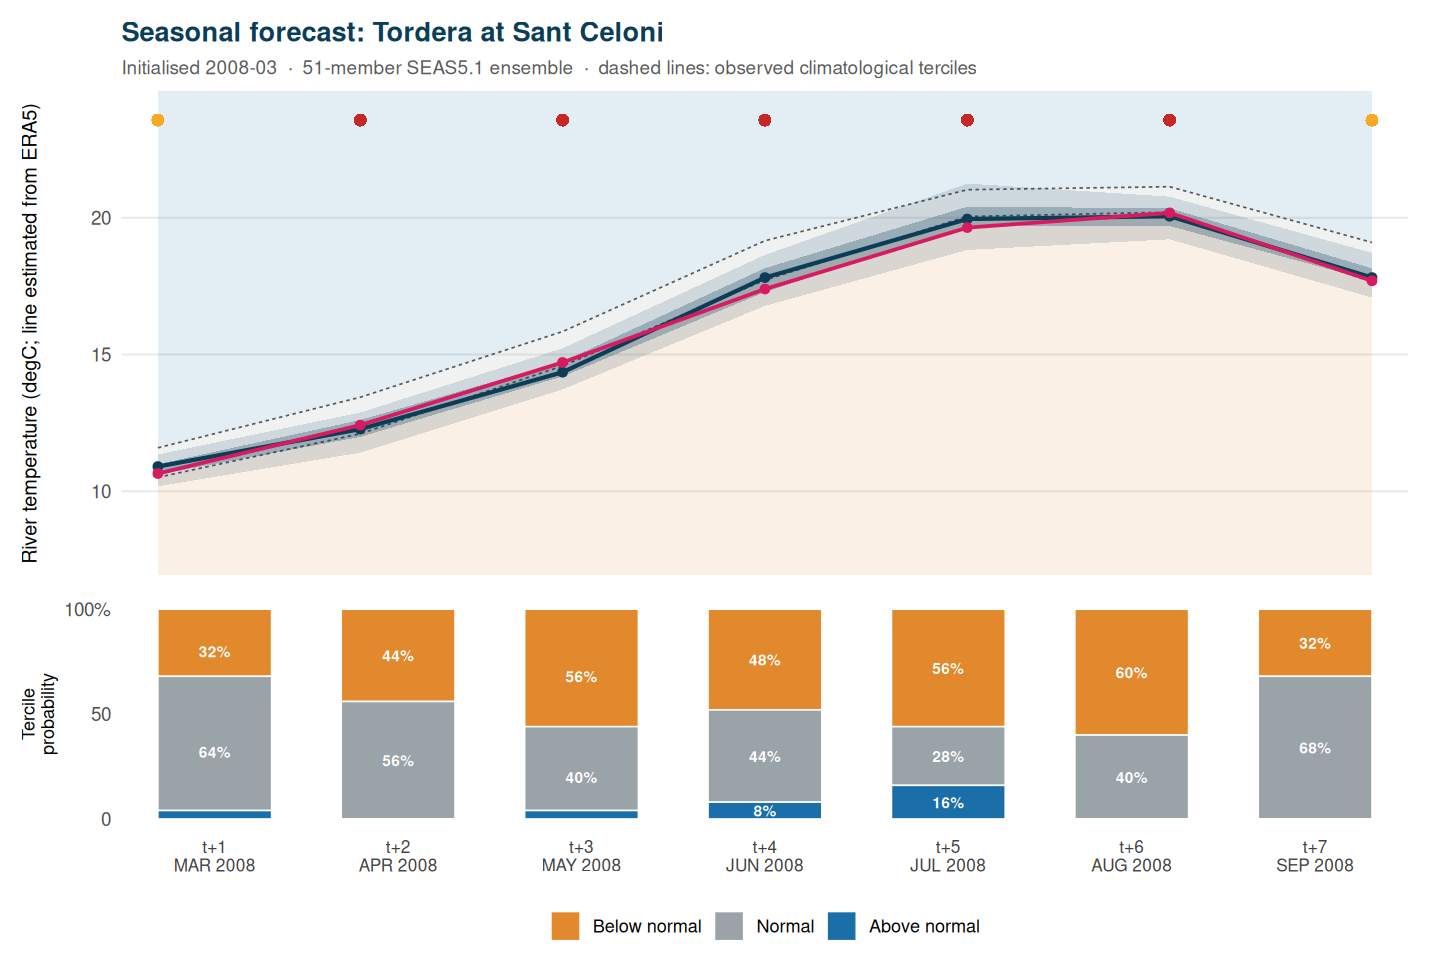 Seasonal forecast: Tordera at Sant Celoni
Initialised 2008-03 · 51-member SEAS5.1 ensemble · dashed lines: observed climatological terciles
River temperature (degC; line estimated from ERA5)
20
15
10
Tercile
probability
100%
50
0
32%
44%
56%
48%
56%
60%
32%
64%
56%
40%
44%
28%
40%
68%
8%
16%
t+1
MAR 2008
t+2
APR 2008
t+3
MAY 2008
t+4
JUN 2008
t+5
JUL 2008
t+6
AUG 2008
t+7
SEP 2008
Below normal
Normal
Above normal